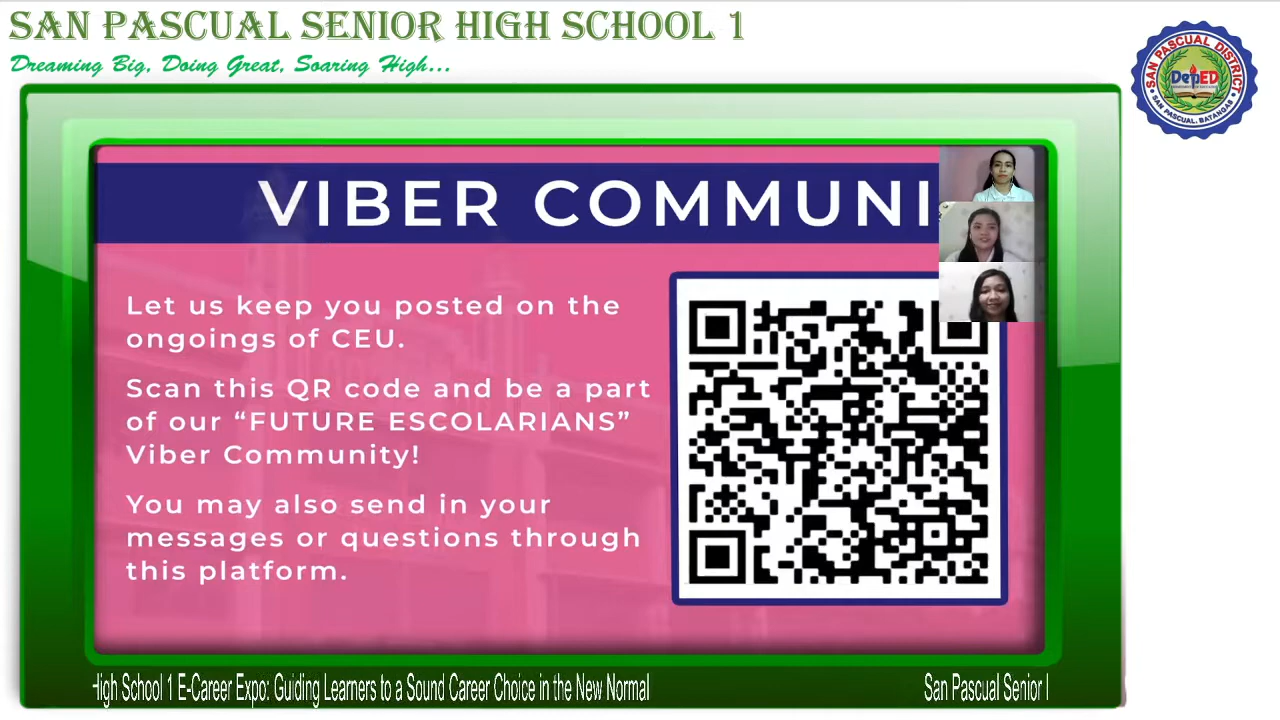 SAN PASCUAL SENIOR HIGH SCHOOL 1
Dreaming Big, Doing Great, Soaring High...
SAN PASCUAL DISTRICT
DepED
SAN PASCUAL, BATANGAS
VIBER COMMUNI
Let us keep you posted on the
ongoings of CEU.
Scan this QR code and be a part
of our “FUTURE ESCOLARIANS”
Viber Community!
You may also send in your
messages or questions through
this platform.
High School 1 E-Career Expo: Guiding Learners to a Sound Career Choice in the New Normal
San Pascual Senior